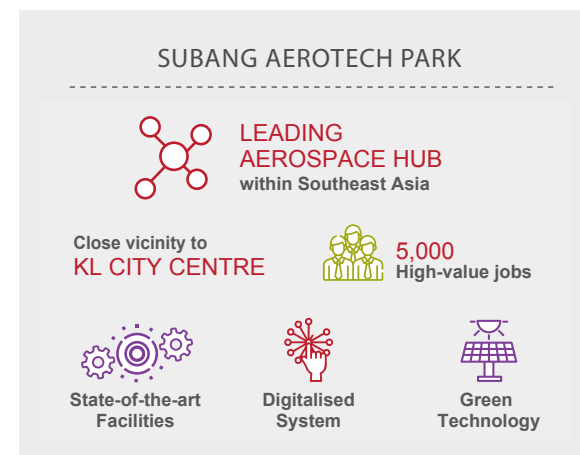 SUBANG AEROTECH PARK
LEADING
AEROSPACE HUB
within Southeast Asia
Close vicinity to
KL CITY CENTRE
5,000
High-value jobs
State-of-the-art
Facilities
Digitalised
System
Green
Technology